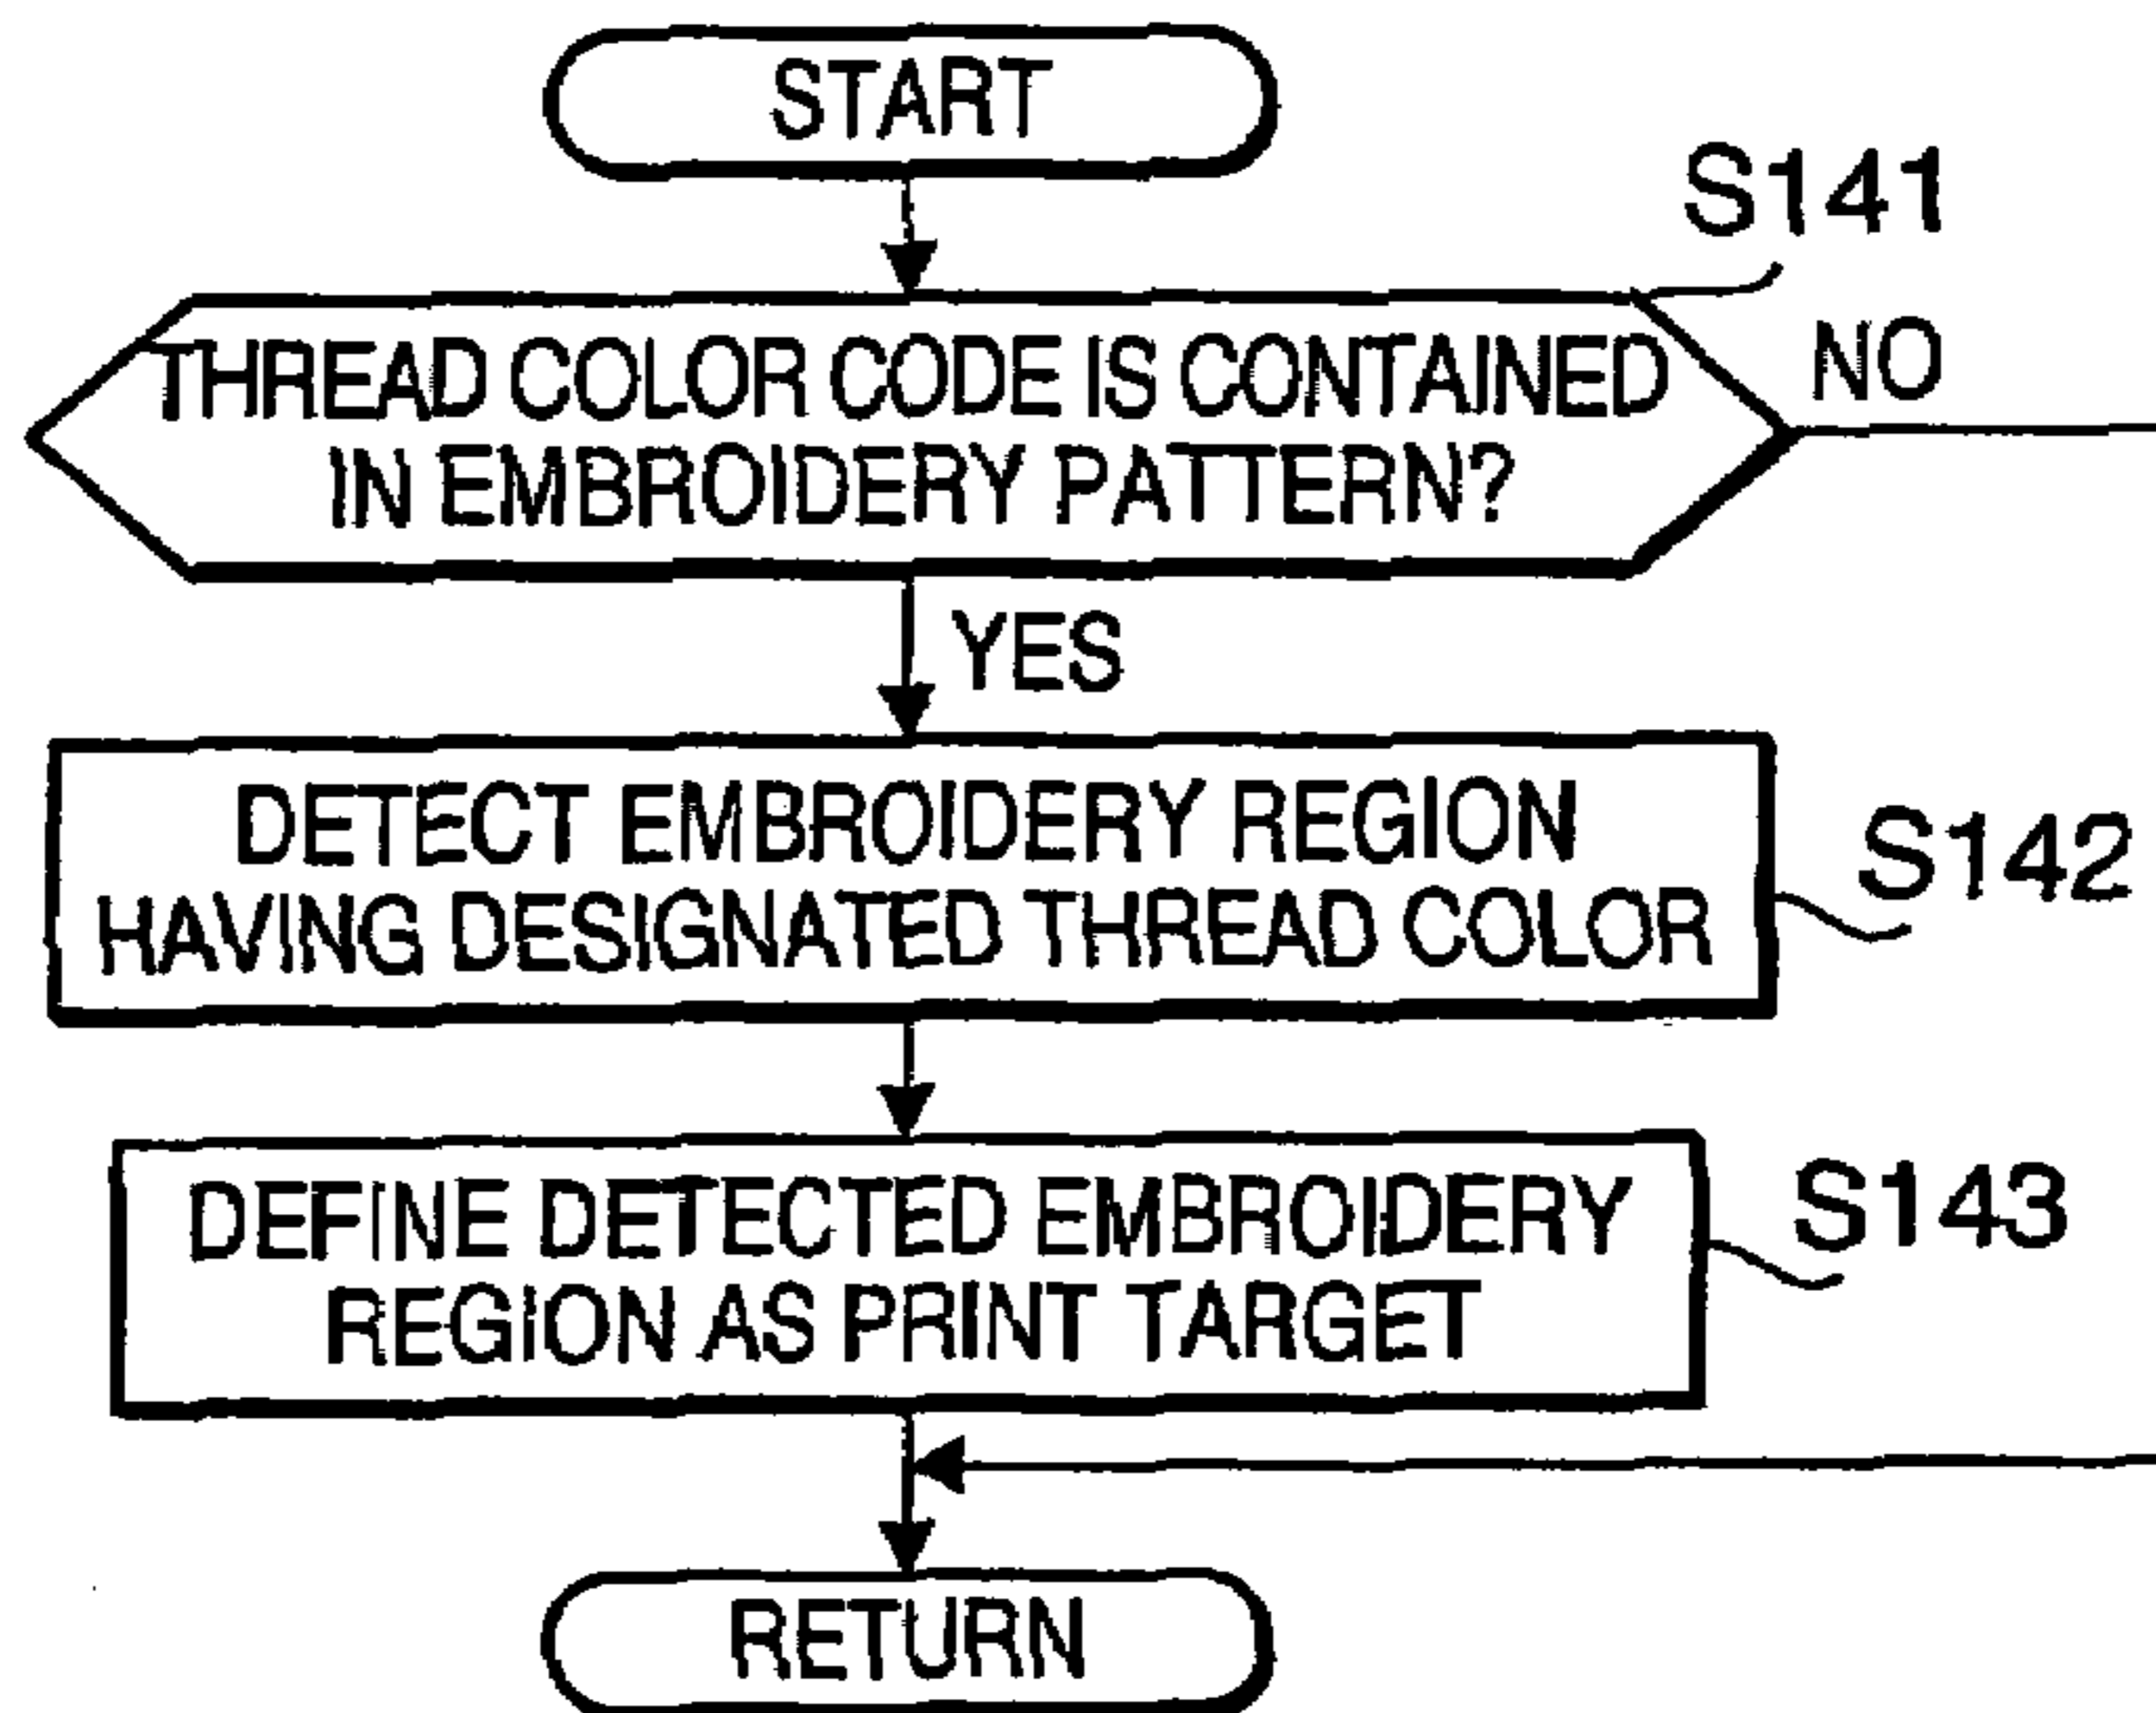 START
S141
THREAD COLOR CODE IS CONTAINED
IN EMBROIDERY PATTERN?
NO
YES
DETECT EMBROIDERY REGION
HAVING DESIGNATED THREAD COLOR
S142
DEFINE DETECTED EMBROIDERY
REGION AS PRINT TARGET
S143
RETURN